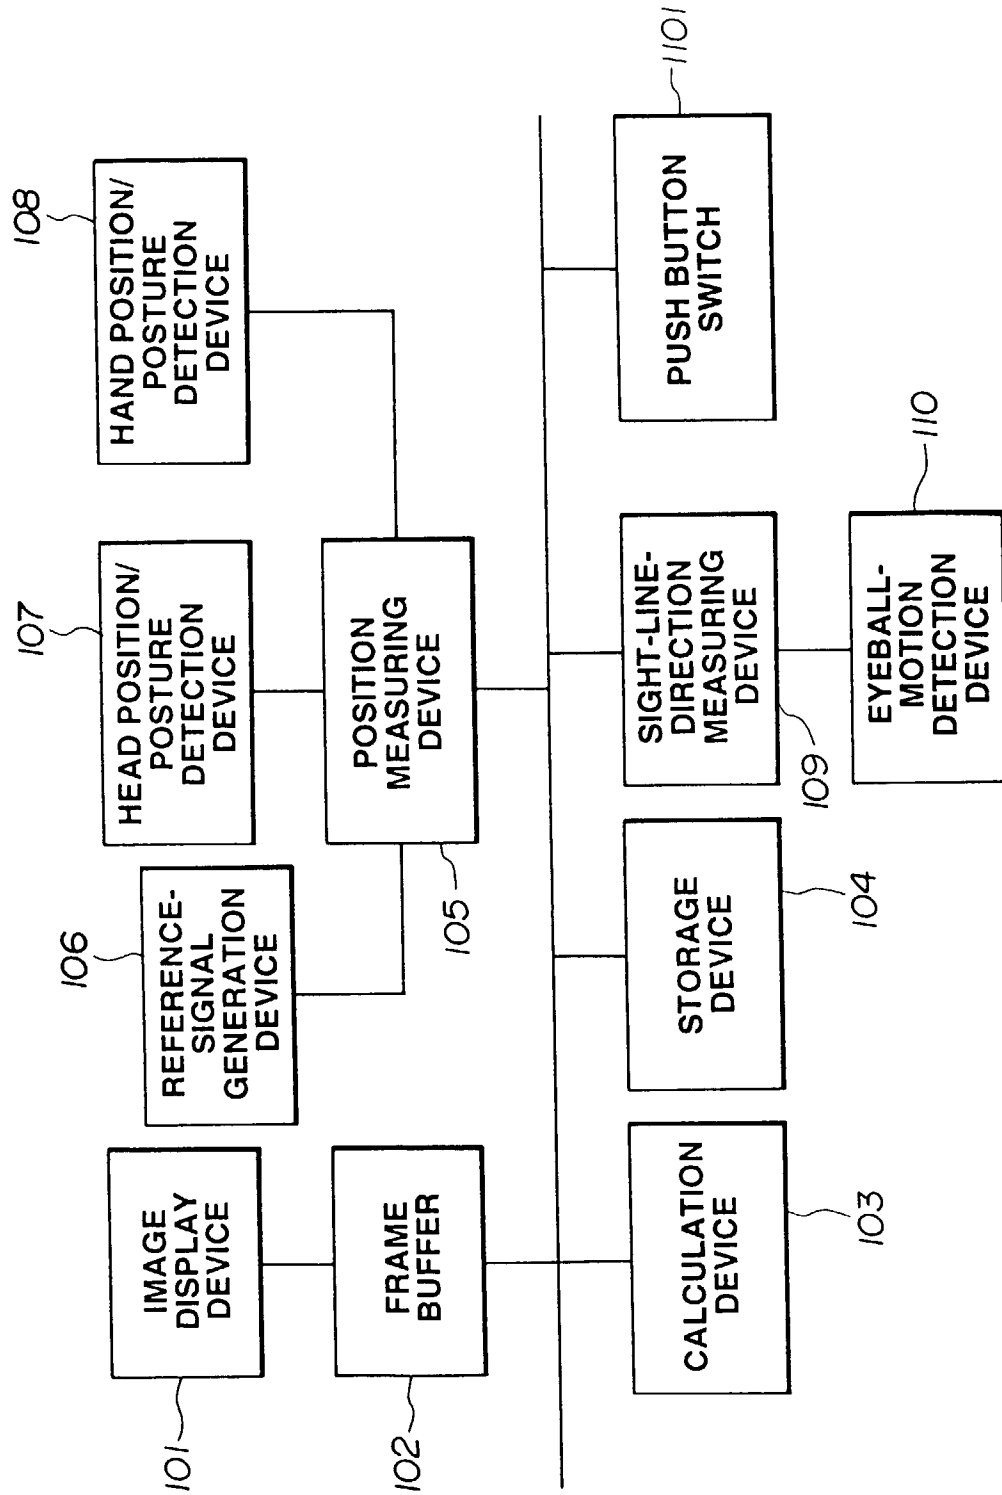 101
IMAGE
DISPLAY
DEVICE
106
REFERENCE-
SIGNAL
GENERATION
DEVICE
107
HEAD POSITION/
POSTURE
DETECTION
DEVICE
108
HAND POSITION/
POSTURE
DETECTION
DEVICE
102
FRAME
BUFFER
105
POSITION
MEASURING
DEVICE
CALCULATION
DEVICE
103
STORAGE
DEVICE
104
SIGHT-LINE-
DIRECTION
MEASURING
DEVICE
109
PUSH BUTTON
SWITCH
1101
EYEBALL-
MOTION
DETECTION
DEVICE
110